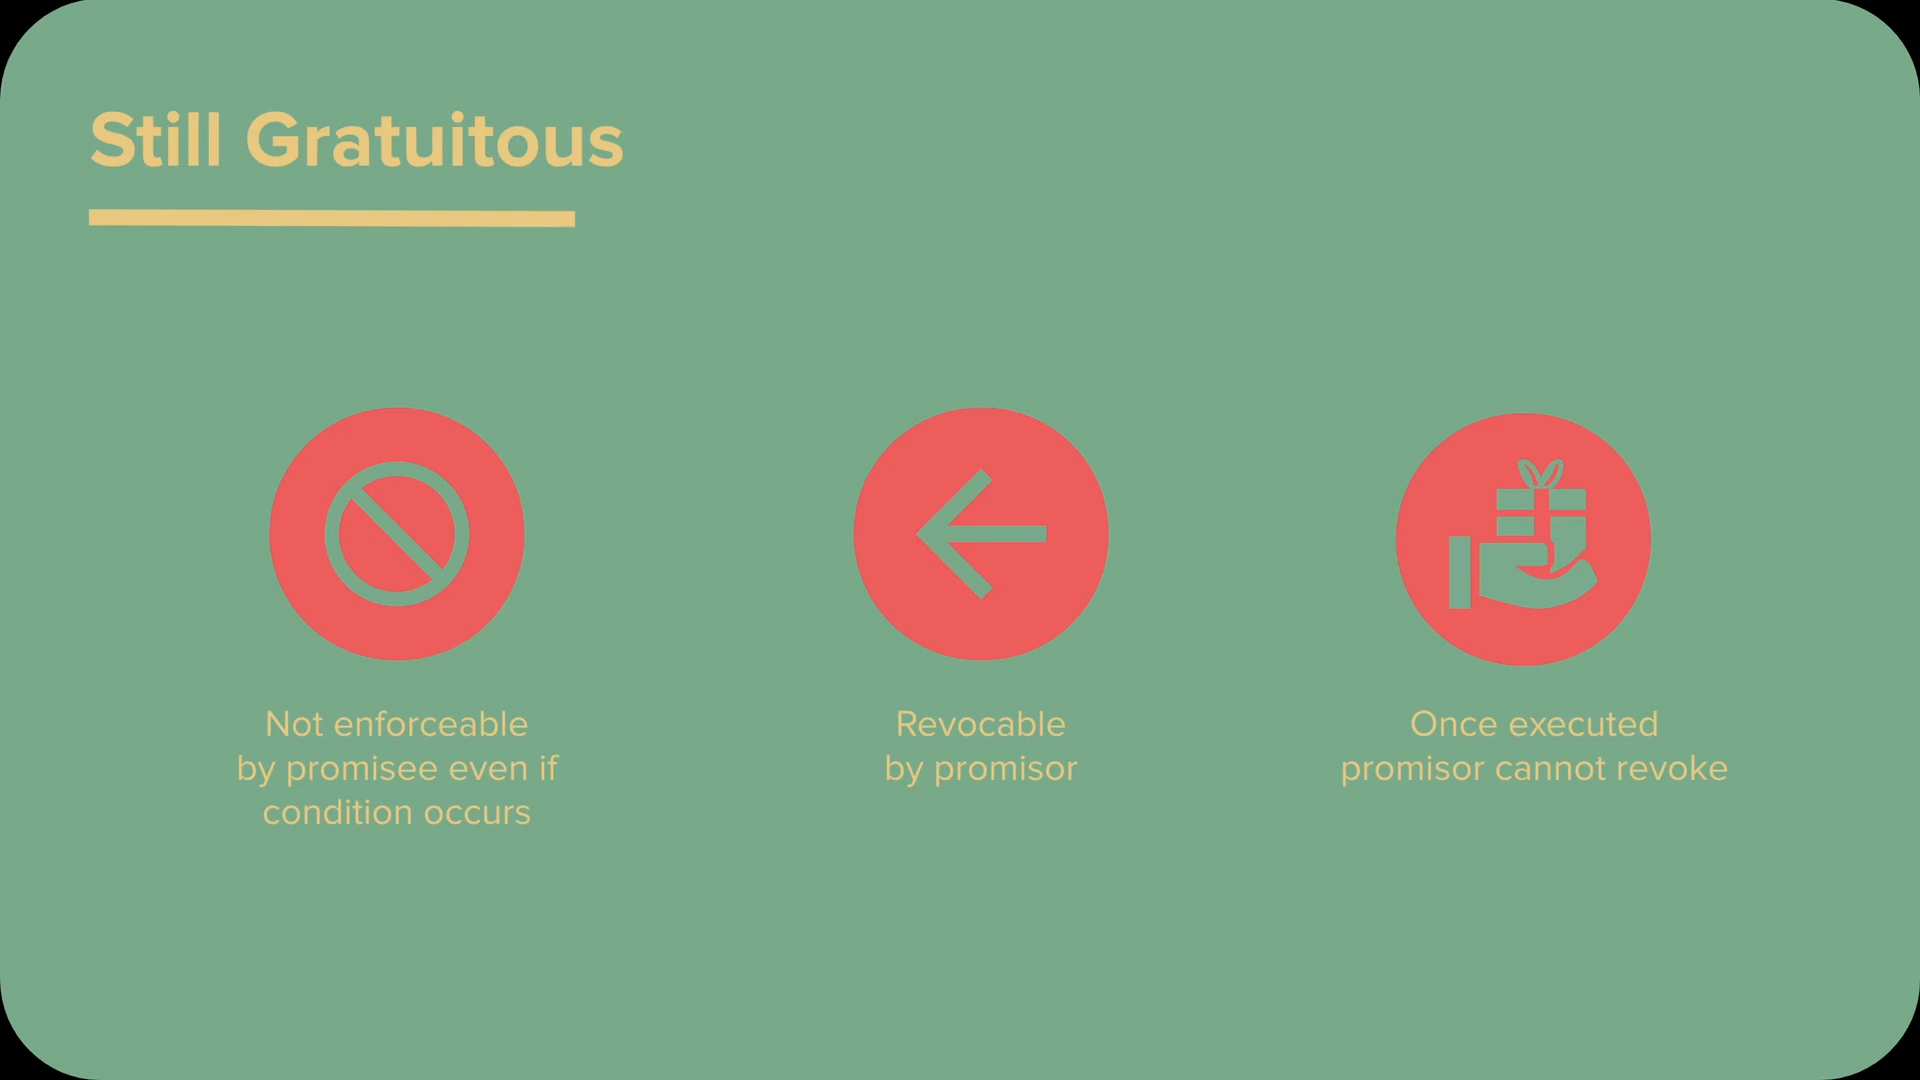 Still Gratuitous
Not enforceable
by promisee even if
condition occurs
Revocable
by promisor
Once executed
promisor cannot revoke